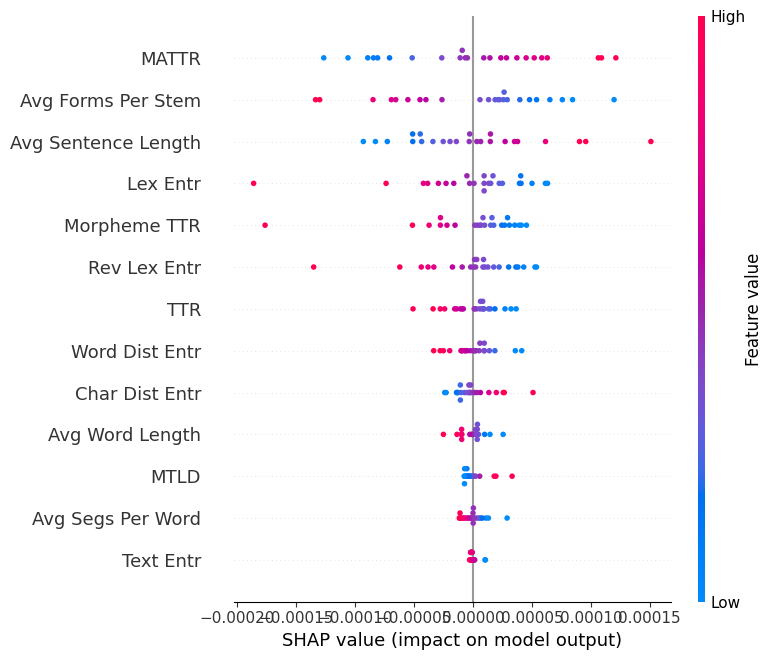 High
MATTR
Avg Forms Per Stem
Avg Sentence Length
Lex Entr
Morpheme TTR
Rev Lex Entr
TTR
Word Dist Entr
Char Dist Entr
Avg Word Length
MTLD
Avg Segs Per Word
Text Entr
Feature value
Low
−0.00020 −0.00015 −0.00010 −0.00005 0.00000 0.00005 0.00010 0.00015
SHAP value (impact on model output)